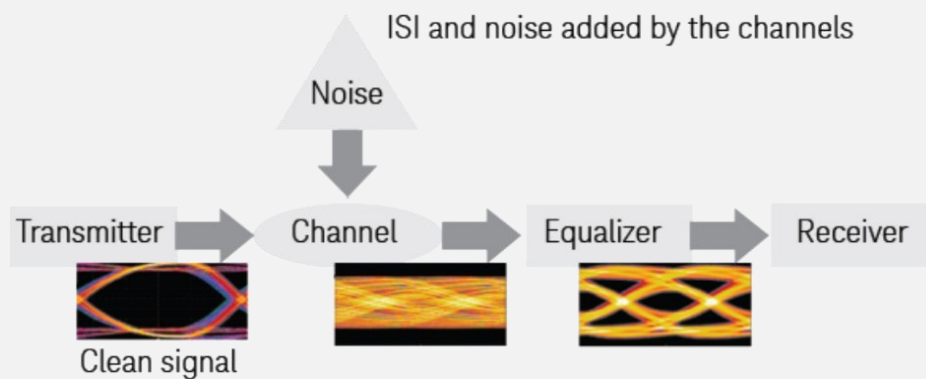 ISI and noise added by the channels
Noise
Transmitter
Channel
Equalizer
Receiver
Clean signal